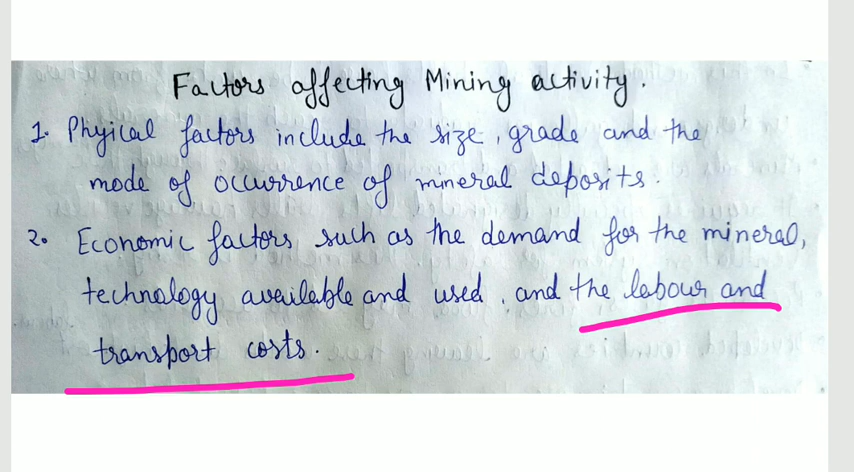 Factors affecting Mining activity.
1. Phyical factors include the size, grade and the
mode of occurrence of mineral deposits.
2. Economic factors such as the demand for the mineral,
technology available and used, and the labour and
transport costs.